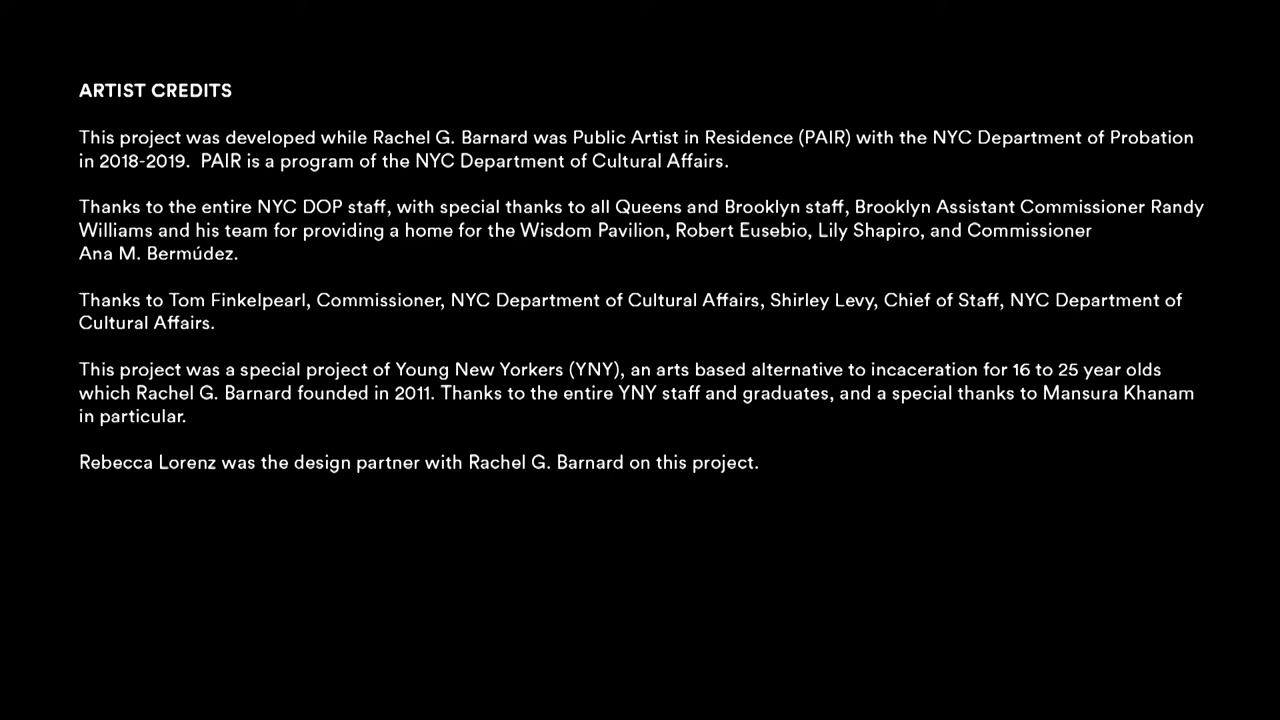 ARTIST CREDITS
This project was developed while Rachel G. Barnard was Public Artist in Residence (PAIR) with the NYC Department of Probation
in 2018-2019.  PAIR is a program of the NYC Department of Cultural Affairs.
Thanks to the entire NYC DOP staff, with special thanks to all Queens and Brooklyn staff, Brooklyn Assistant Commissioner Randy
Williams and his team for providing a home for the Wisdom Pavilion, Robert Eusebio, Lily Shapiro, and Commissioner
Ana M. Bermúdez.
Thanks to Tom Finkelpearl, Commissioner, NYC Department of Cultural Affairs, Shirley Levy, Chief of Staff, NYC Department of
Cultural Affairs.
This project was a special project of Young New Yorkers (YNY), an arts based alternative to incaceration for 16 to 25 year olds
which Rachel G. Barnard founded in 2011. Thanks to the entire YNY staff and graduates, and a special thanks to Mansura Khanam
in particular.
Rebecca Lorenz was the design partner with Rachel G. Barnard on this project.